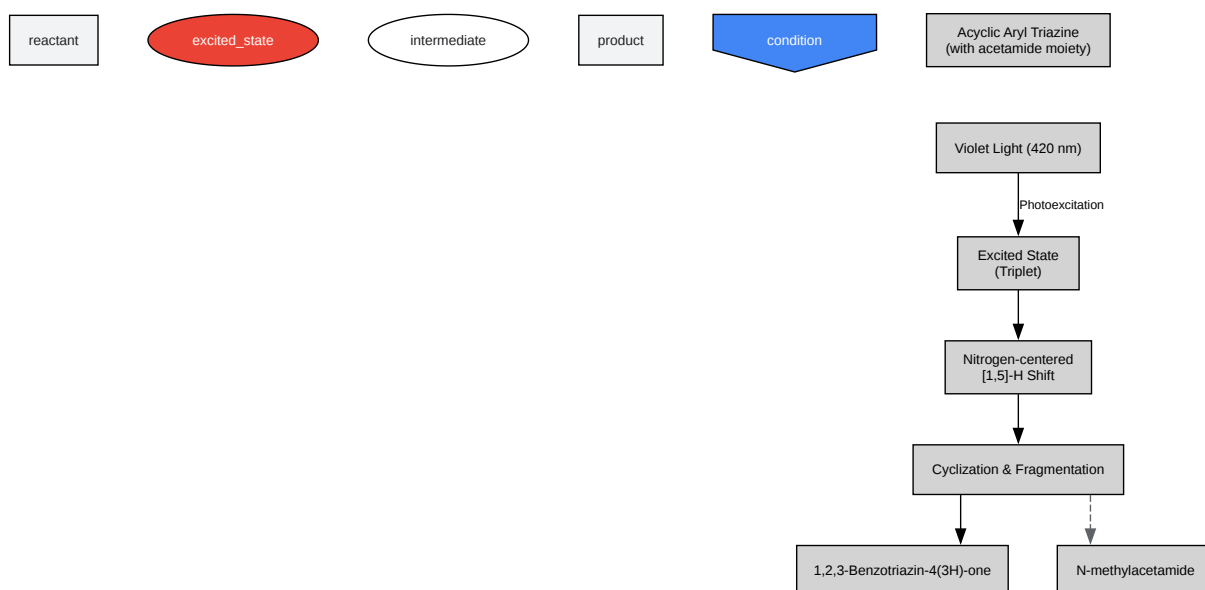 reactant
excited_state
intermediate
product
condition
Acyclic Aryl Triazine
(with acetamide moiety)
Violet Light (420 nm)
Photoexcitation
Excited State
(Triplet)
Nitrogen-centered
[1,5]-H Shift
Cyclization & Fragmentation
1,2,3-Benzotriazin-4(3H)-one
N-methylacetamide